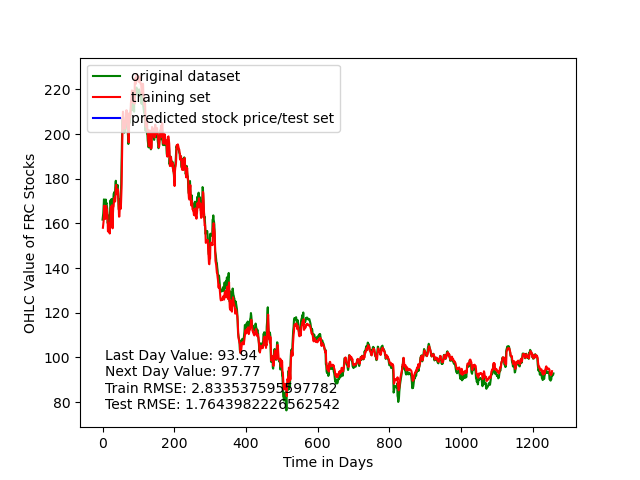 original dataset
training set
predicted stock price/test set
OHLC Value of FRC Stocks
220
200
180
160
140
120
100
80
Last Day Value: 93.94
Next Day Value: 97.77
Train RMSE: 2.833537595597782
Test RMSE: 1.7643982226562542
0 200 400 600 800 1000 1200
Time in Days